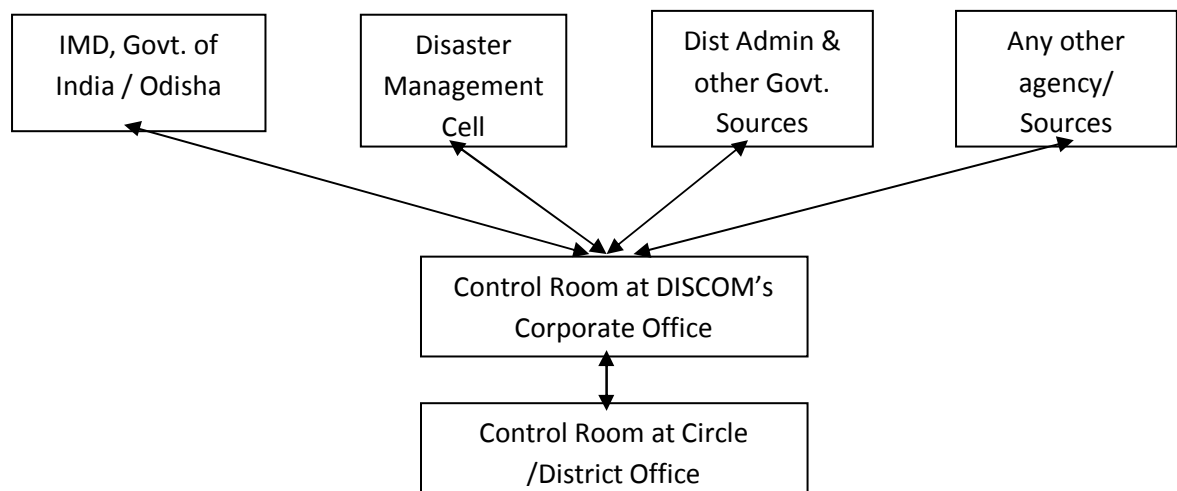 IMD, Govt. of
India / Odisha
Disaster
Management
Cell
Dist Admin &
other Govt.
Sources
Any other
agency/
Sources
Control Room at DISCOM’s
Corporate Office
Control Room at Circle
/District Office